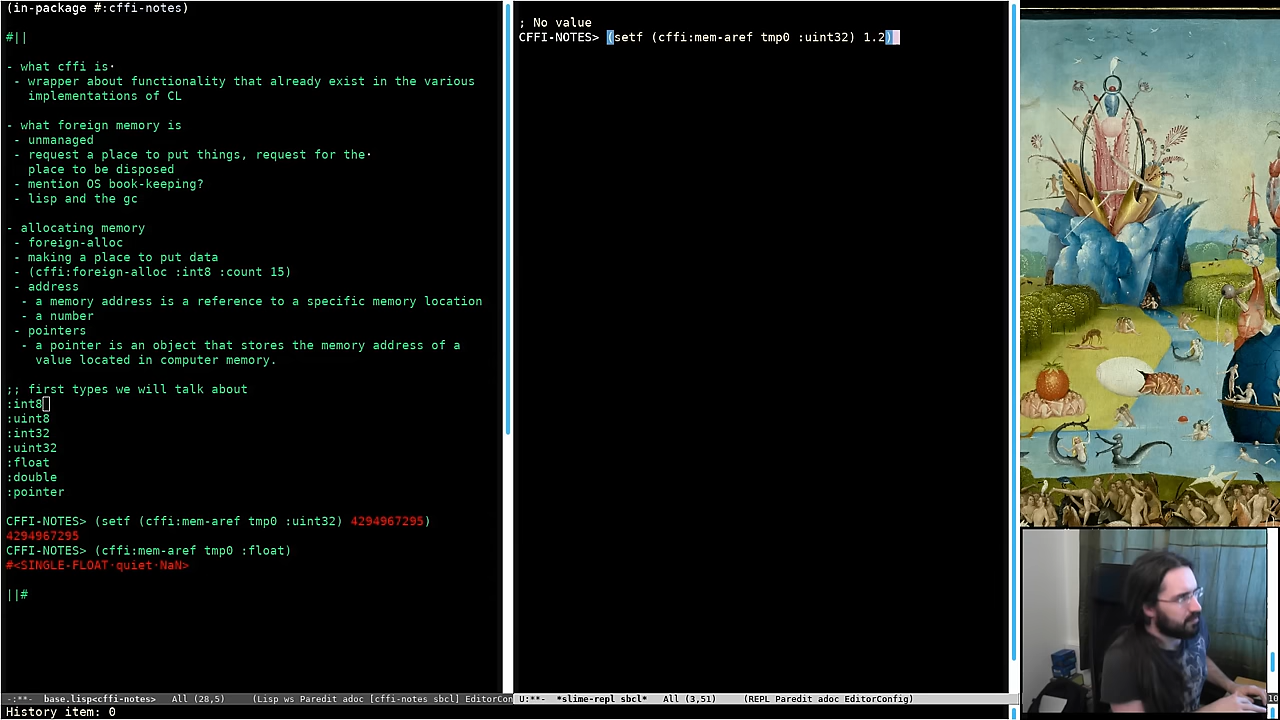 (in-package #:cffi-notes)
#||
- what cffi is·
- wrapper about functionality that already exist in the various
implementations of CL
- what foreign memory is
- unmanaged
- request a place to put things, request for the·
place to be disposed
- mention OS book-keeping?
- lisp and the gc
- allocating memory
- foreign-alloc
- making a place to put data
- (cffi:foreign-alloc :int8 :count 15)
- address
- a memory address is a reference to a specific memory location
- a number
- pointers
- a pointer is an object that stores the memory address of a
value located in computer memory.
;; first types we will talk about
:int8
:uint8
:int32
:uint32
:float
:double
:pointer
CFFI-NOTES> (setf (cffi:mem-aref tmp0 :uint32) 4294967295)
4294967295
CFFI-NOTES> (cffi:mem-aref tmp0 :float)
#<SINGLE-FLOAT·quiet·NaN>
||#
-:**-  base.lisp<cffi-notes>   All (28,5)     (Lisp ws Paredit adoc [cffi-notes sbcl] EditorCon
History item: 0
; No value
CFFI-NOTES> (setf (cffi:mem-aref tmp0 :uint32) 1.2)
U:**-  *slime-repl sbcl*   All (3,51)     (REPL Paredit adoc EditorConfig)
10